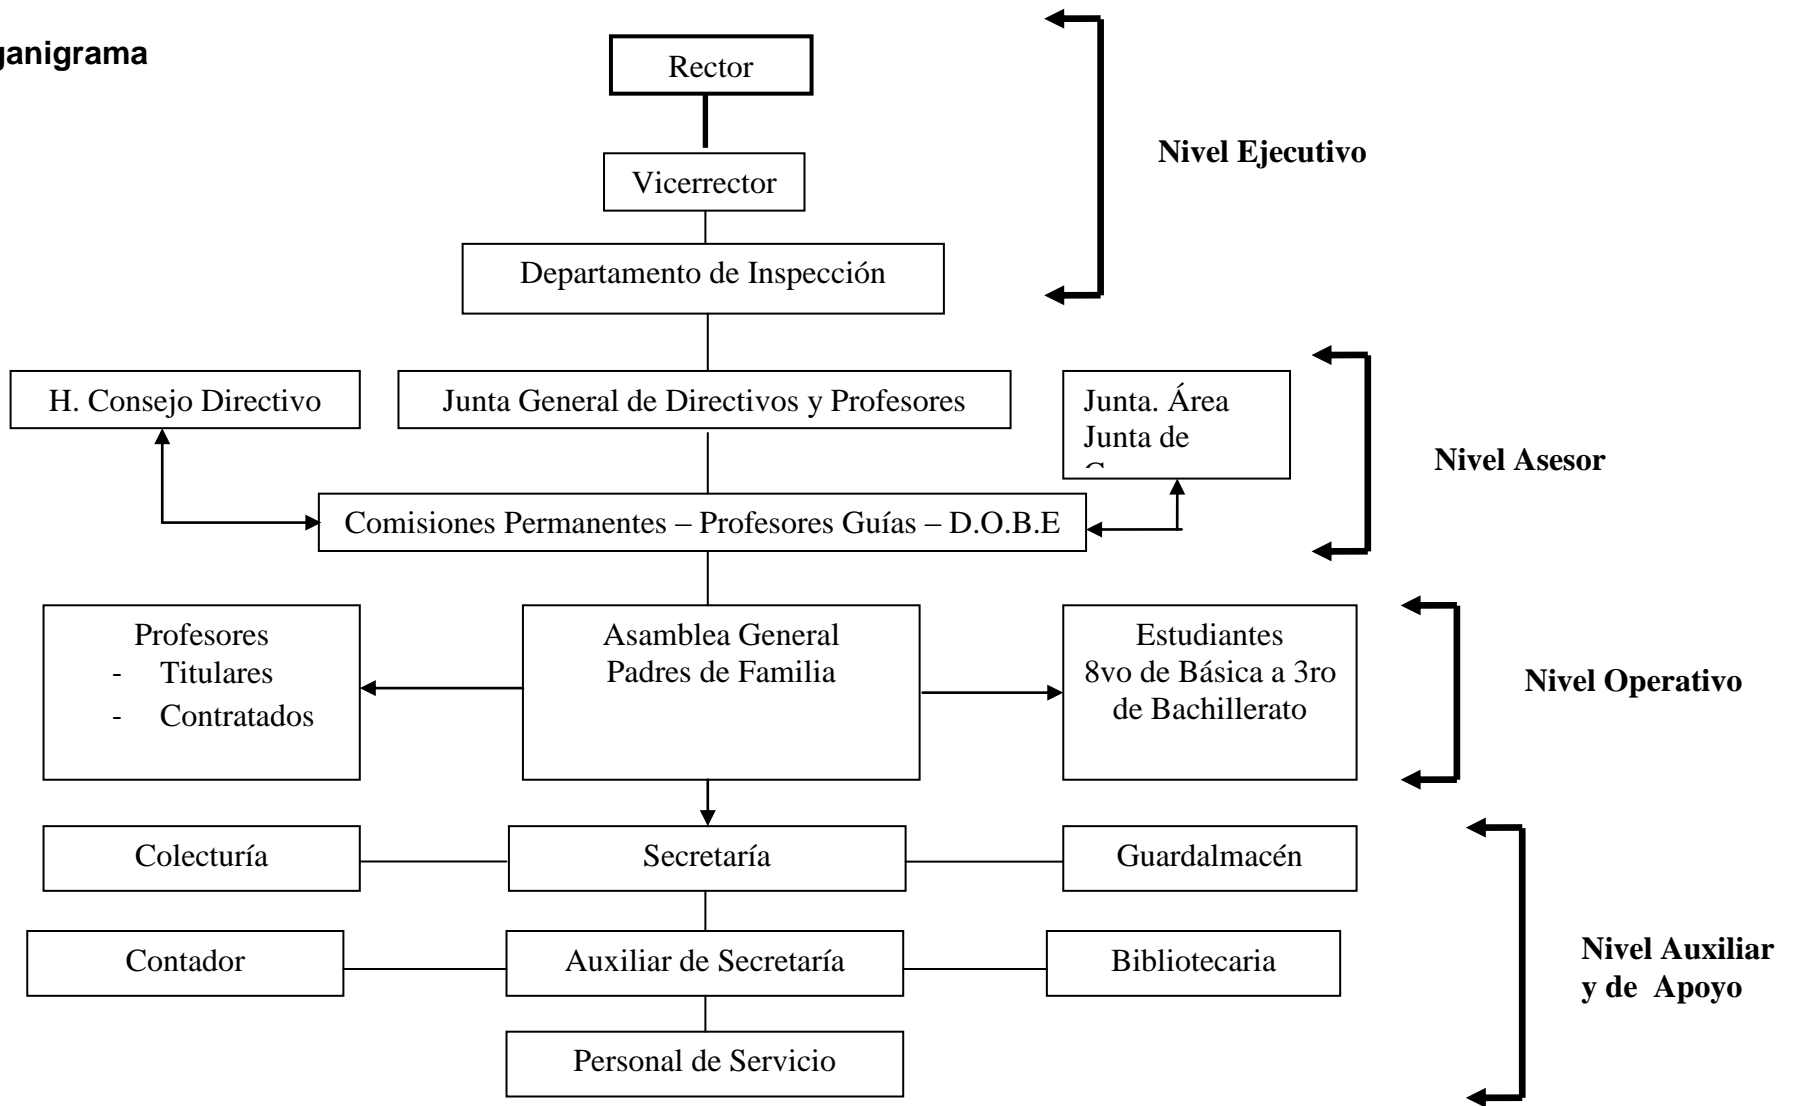 ganigrama
Rector
Nivel Ejecutivo
Vicerrector
Departamento de Inspección
H. Consejo Directivo
Junta General de Directivos y Profesores
Junta. Área
Junta de
Nivel Asesor
Comisiones Permanentes – Profesores Guías – D.O.B.E
Profesores
- Titulares
- Contratados
Asamblea General
Padres de Familia
Estudiantes
8vo de Básica a 3ro
de Bachillerato
Nivel Operativo
Colecturía
Secretaría
Guardalmacén
Contador
Auxiliar de Secretaría
Bibliotecaria
Nivel Auxiliar
y de Apoyo
Personal de Servicio